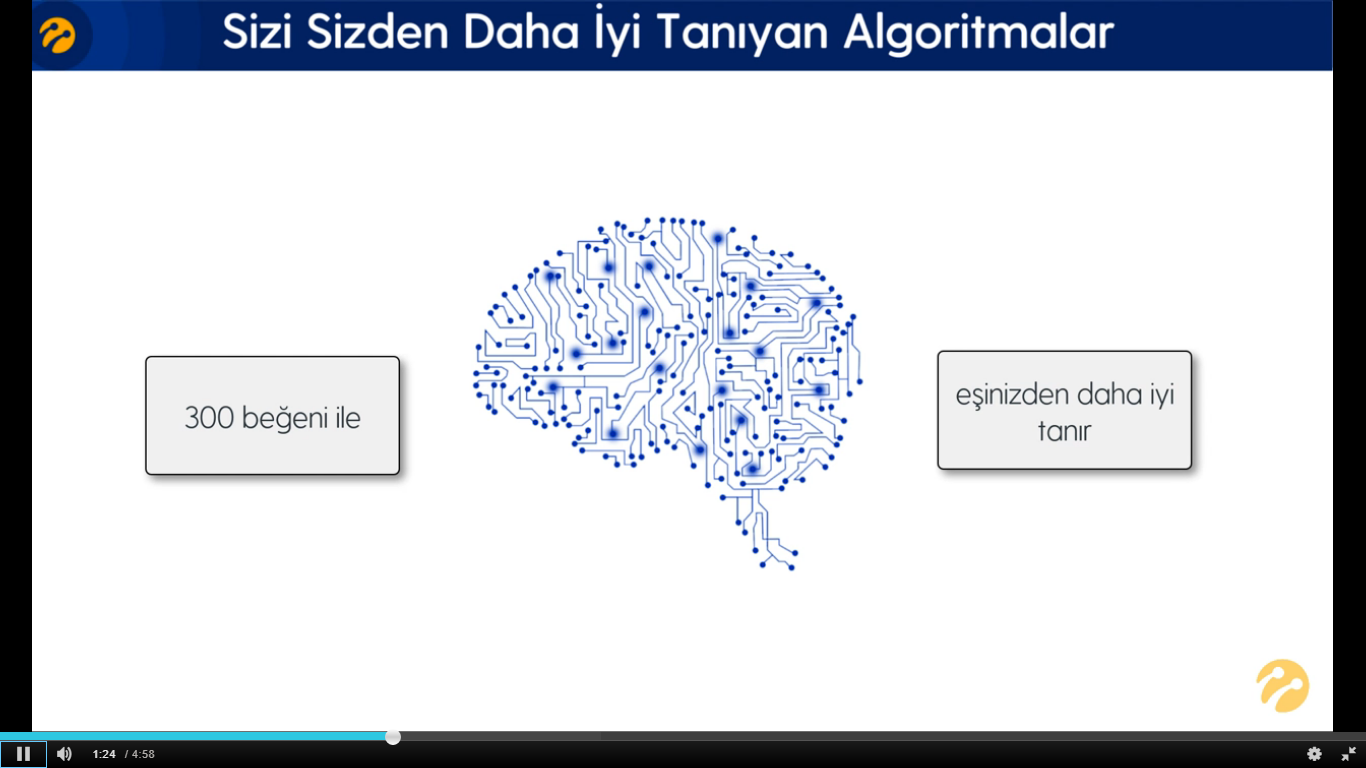 Sizi Sizden Daha İyi Tanıyan Algoritmalar
300 beğeni ile
eşinizden daha iyi
tanır
1:24 / 4:58